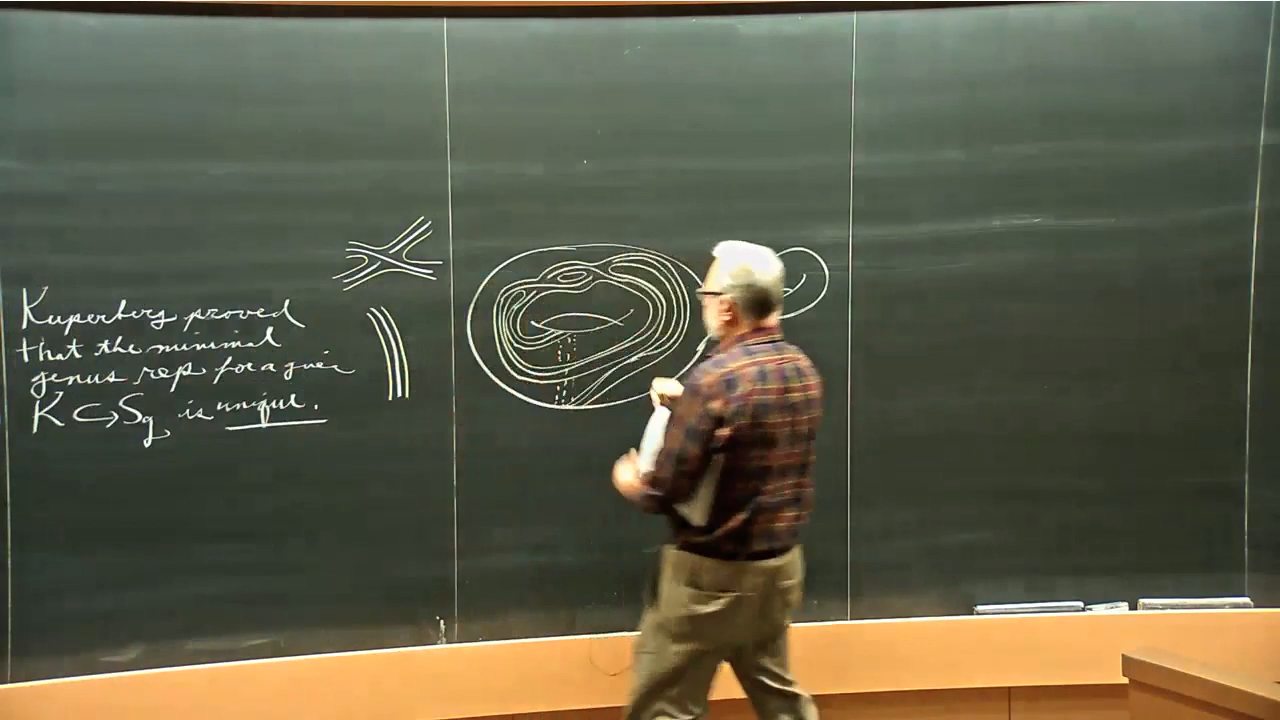 Kuperberg proved
that the minimal
genus rep for a given
K ↪ Sg is unique.